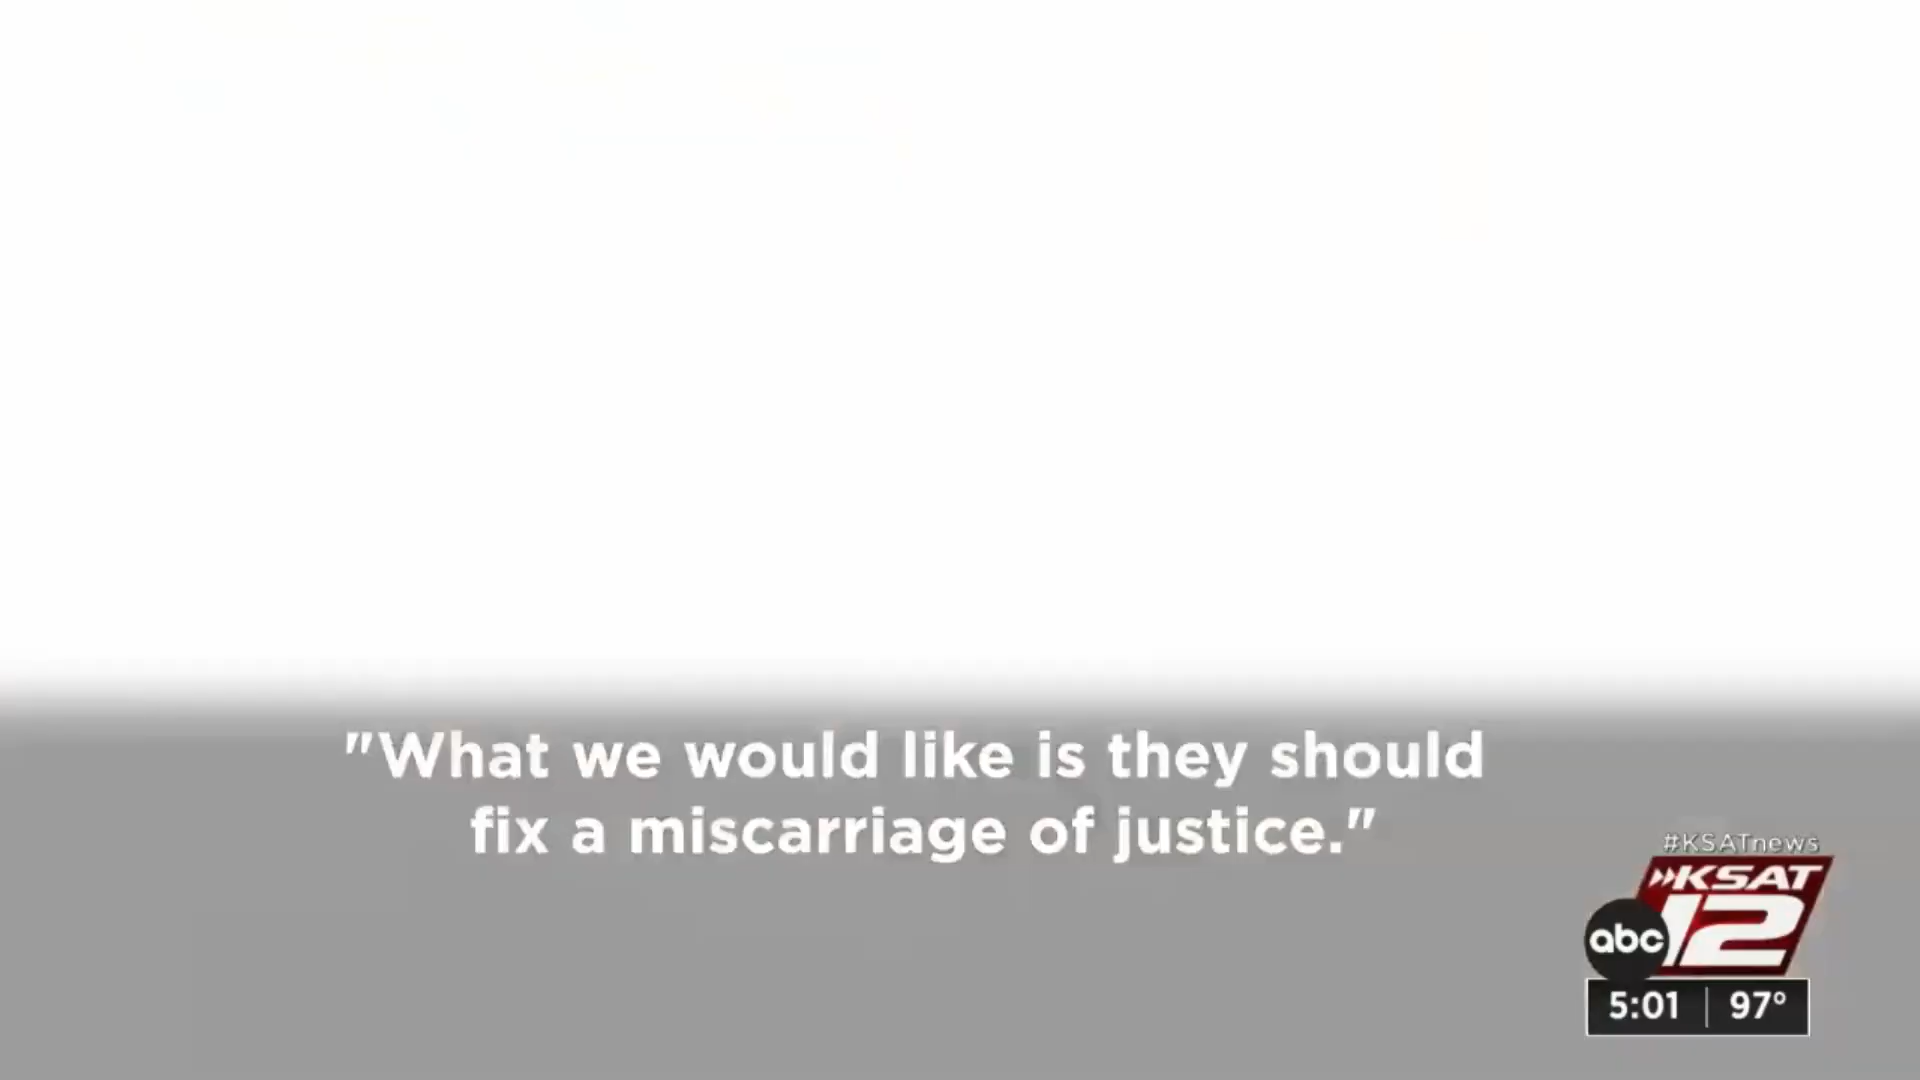 "What we would like is they should
fix a miscarriage of justice."
#KSATnews
KSAT
12
abc
5:01 | 97°